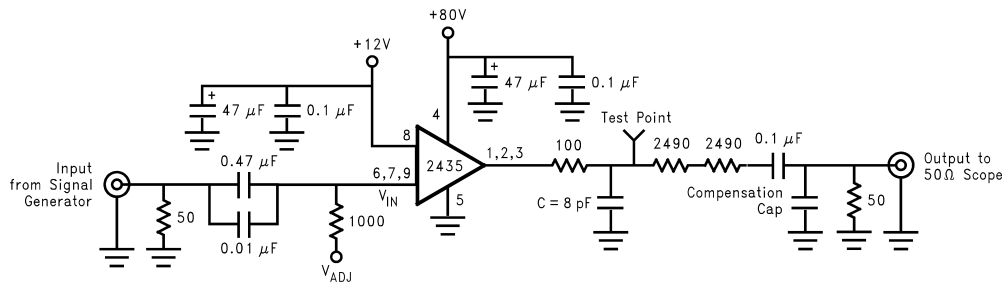 +80V
+12V
+
47 μF
0.1 μF
+
47 μF
0.1 μF
4
8
Test Point
Input
from Signal
Generator
0.47 μF
6,7,9
V_IN
2435
1,2,3
100
2490
2490
0.1 μF
Output to
50Ω Scope
5
C = 8 pF
Compensation
Cap
50
50
1000
0.01 μF
V_ADJ